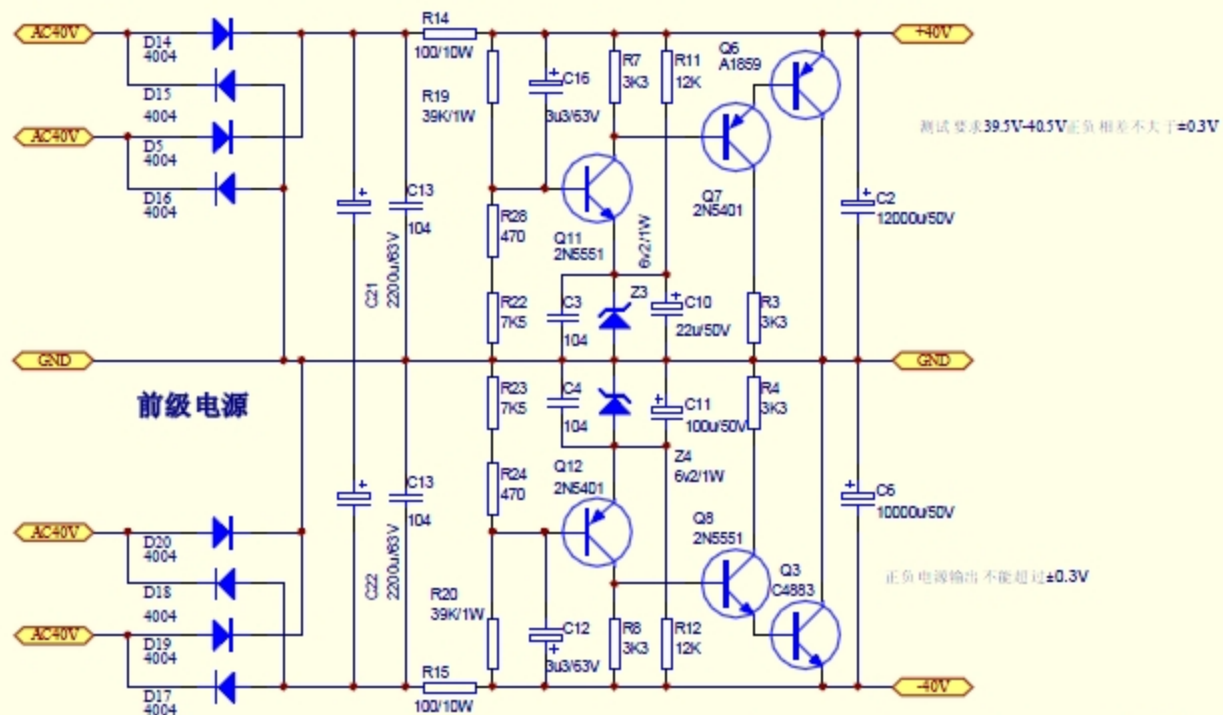 AC40V
D14
4004
D15
4004
AC40V
D5
4004
D16
4004
R14
100/10W
R19
39K/1W
C16
3u3/63V
R7
3K3
R11
12K
Q6
A1859
+40V
测试要求39.5V-40.5V正负相差不大于±0.3V
Q7
2N5401
C13
104
C21
2200u/63V
R28
470
Q11
2N5551
6v2/1W
C2
12000u/50V
R22
7K5
C3
104
Z3
C10
22u/50V
R3
3K3
GND
GND
前级电源
R23
7K5
C4
104
C11
100u/50V
R4
3K3
Z4
6v2/1W
R24
470
Q12
2N5401
C13
104
C22
2200u/63V
Q8
2N5551
C6
10000u/50V
AC40V
D20
4004
D18
4004
AC40V
D19
4004
D17
4004
R20
39K/1W
C12
3u3/63V
R8
3K3
R12
12K
Q3
C4883
正负电源输出不能超过±0.3V
R15
100/10W
-40V